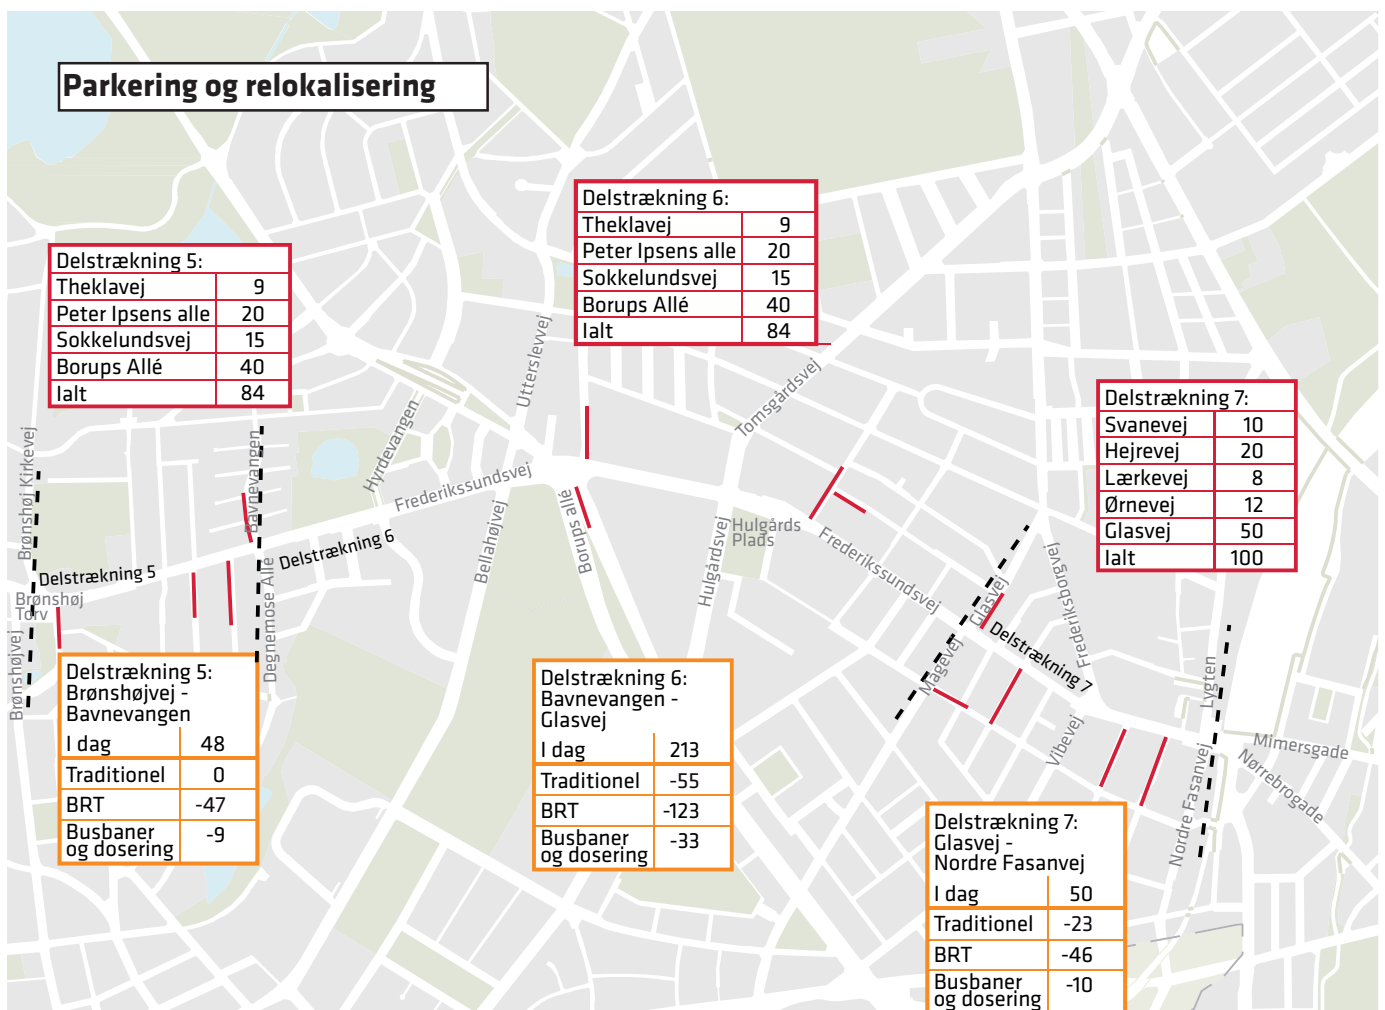 Parkering og relokalisering
Delstrækning 6:
Theklavej 9
Peter Ipsens alle 20
Sokkelundsvej 15
Borups Allé 40
Ialt 84
Delstrækning 5:
Theklavej 9
Peter Ipsens alle 20
Sokkelundsvej 15
Borups Allé 40
Ialt 84
Delstrækning 7:
Svanevej 10
Hejrevej 20
Lærkevej 8
Ørnevej 12
Glasvej 50
Ialt 100
Utterslevvej
Tomsgårdsvej
Hyrdevangen
Brønshøj Kirkevej
Bavnevangen
Frederikssundsvej
Bellahøjvej
Borups allé
Hulgårdsvej
Hulgårds
Plads
Frederikssundsvej
Delstrækning 6
Delstrækning 5
Brønshøj
Torv
Brønshøjvej
Degnemose Allé
Glasvej
Frederiksborgvej
Magevej
Delstrækning 7
Vibevej
Lygten
Nordre Fasanvej
Mimersgade
Nørrebrogade
Delstrækning 5:
Brønshøjvej -
Bavnevangen
I dag 48
Traditionel 0
BRT -47
Busbaner
og dosering -9
Delstrækning 6:
Bavnevangen -
Glasvej
I dag 213
Traditionel -55
BRT -123
Busbaner
og dosering -33
Delstrækning 7:
Glasvej -
Nordre Fasanvej
I dag 50
Traditionel -23
BRT -46
Busbaner
og dosering -10